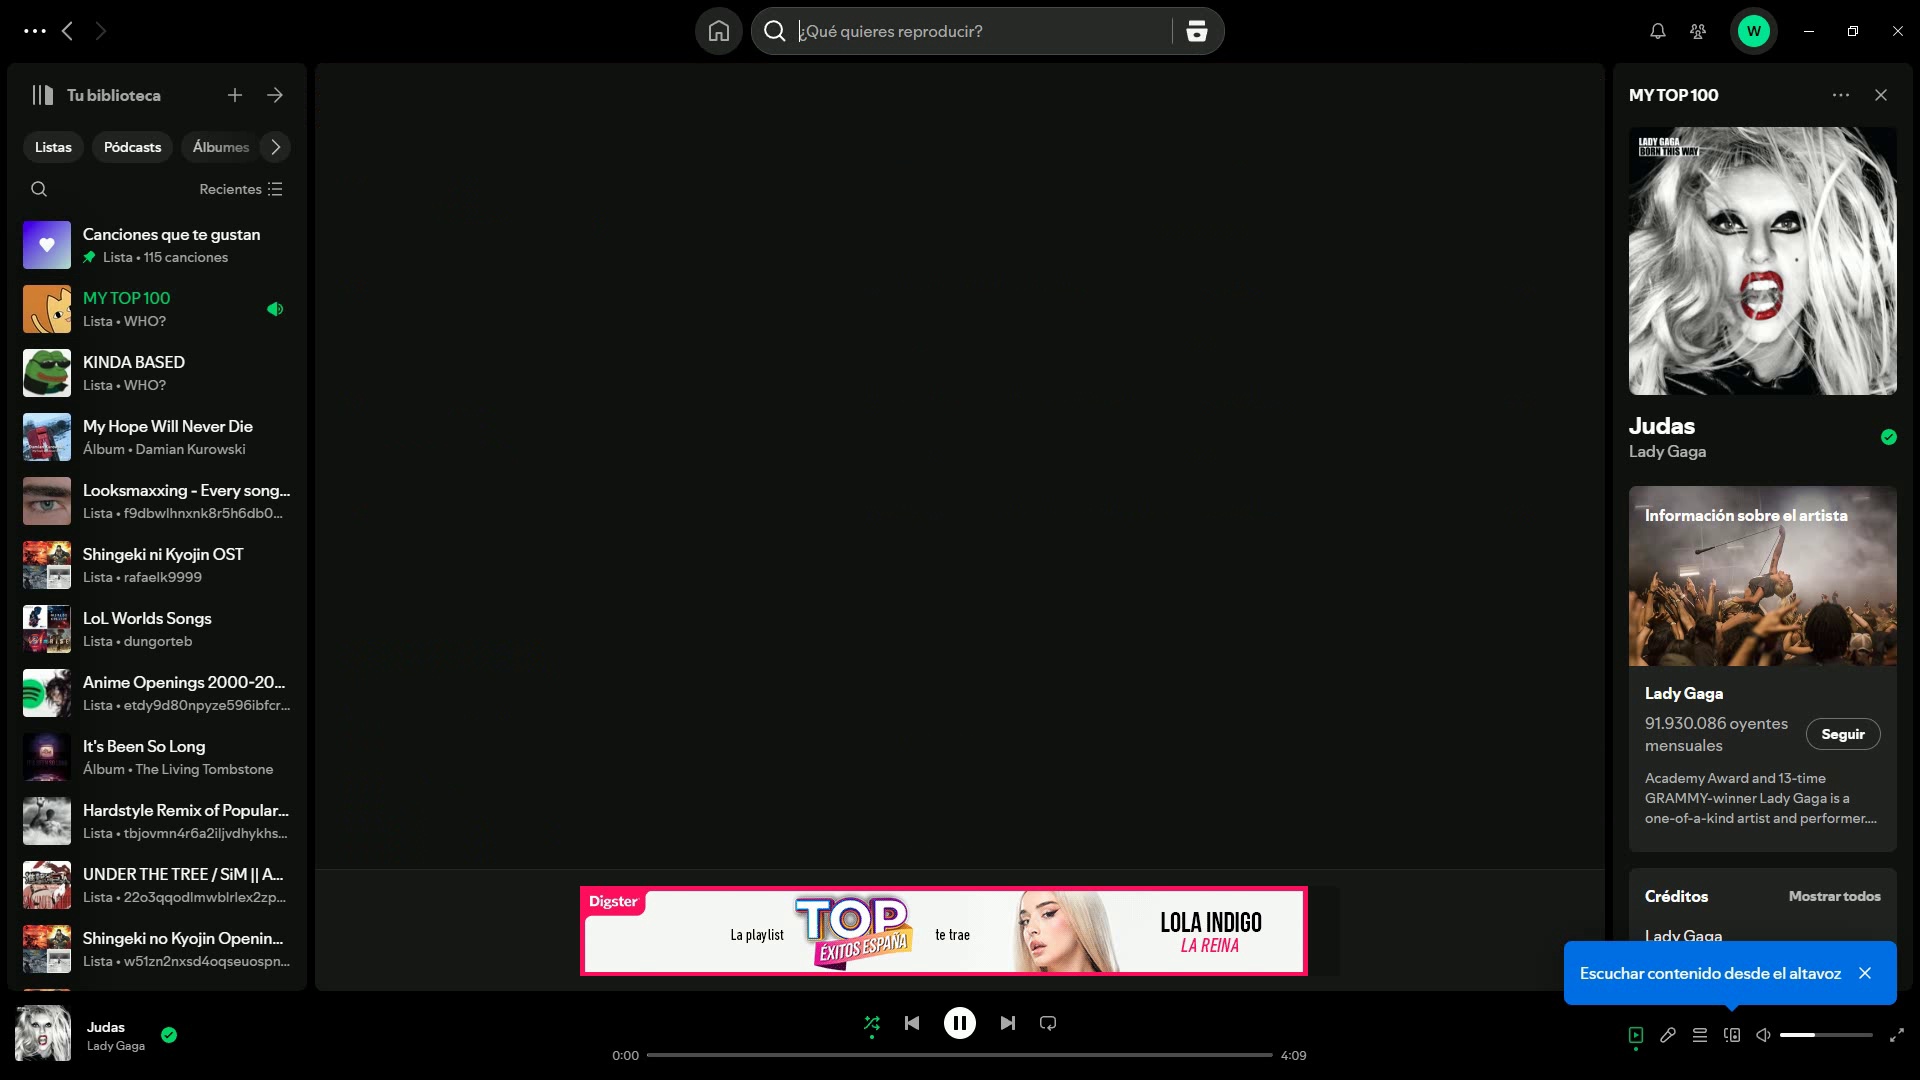 ¿Qué quieres reproducir?
W
Tu biblioteca
Listas
Pódcasts
Álbumes
Recientes
Canciones que te gustan
Lista • 115 canciones
MY TOP 100
Lista • WHO?
KINDA BASED
Lista • WHO?
My Hope Will Never Die
Álbum • Damian Kurowski
Looksmaxxing - Every song...
Lista • f9dbwlhnxnk8r5h6db0...
Shingeki ni Kyojin OST
Lista • rafaelk9999
LoL Worlds Songs
Lista • dungorteb
Anime Openings 2000-20...
Lista • etdy9d80npyze596ibfcr...
It's Been So Long
Álbum • The Living Tombstone
Hardstyle Remix of Popular...
Lista • tbjovmn4r6a2iljvdhykhs...
UNDER THE TREE / SiM || A...
Lista • 22o3qqodlmwblrlex2zp...
Shingeki no Kyojin Openin...
Lista • w51zn2nxsd4oqseuospn...
Digster
La playlist
TOP
ÉXITOS ESPAÑA
te trae
LOLA INDIGO
LA REINA
MY TOP 100
LADY GAGA
BORN THIS WAY
Judas
Lady Gaga
Información sobre el artista
Lady Gaga
91.930.086 oyentes
mensuales
Seguir
Academy Award and 13-time
GRAMMY-winner Lady Gaga is a
one-of-a-kind artist and performer....
Créditos
Mostrar todos
Lady Gaga
Escuchar contenido desde el altavoz
Judas
Lady Gaga
0:00
4:09